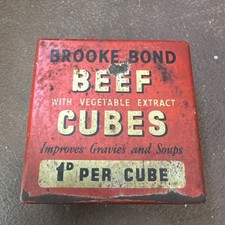 BROOKE BOND
BEEF
WITH VEGETABLE EXTRACT
CUBES
Improves Gravies and Soups
1D PER CUBE